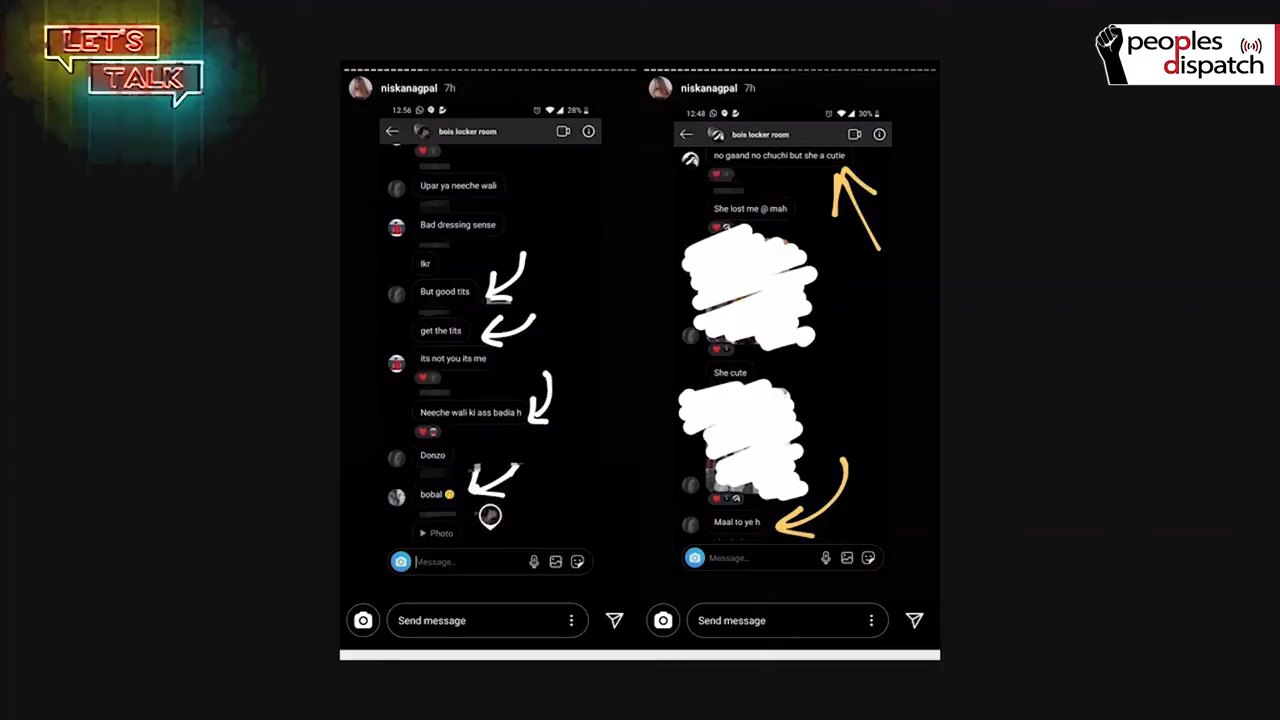 LET'S
TALK
peoples
dispatch
niskanagpal 7h
12:56 28%
bois locker room
Upar ya neeche wali
Bad dressing sense
Ikr
But good tits
get the tits
its not you its me
Neeche wali ki ass badia h
Donzo
bobal
Photo
Message...
Send message
niskanagpal 7h
12:48 30%
bois locker room
no gaand no chuchi but she a cutie
She lost me @ mah
She cute
Maal to ye h
Message...
Send message